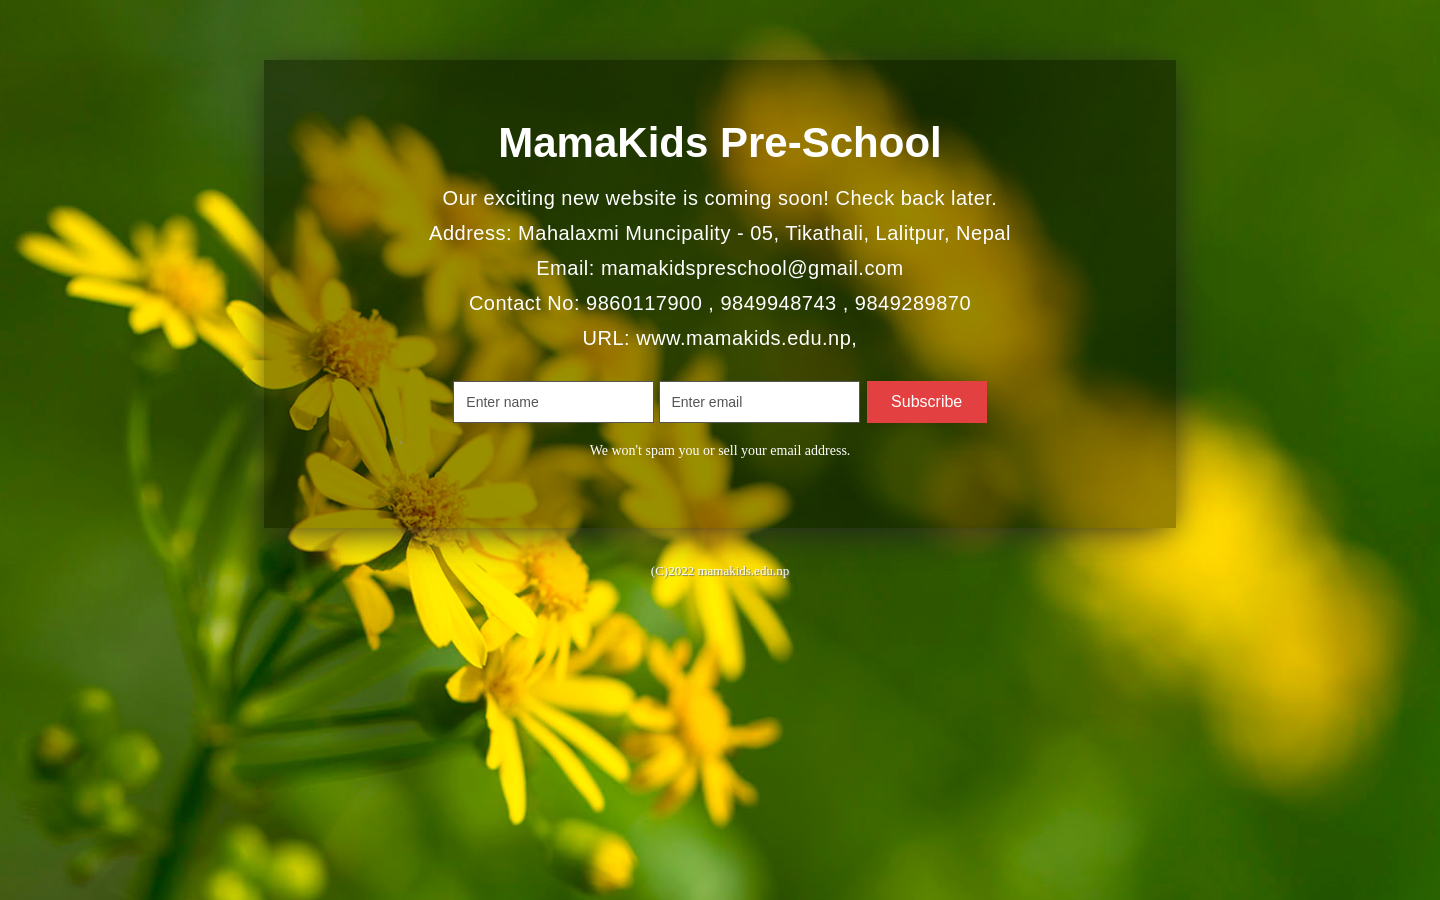 MamaKids Pre-School
Our exciting new website is coming soon! Check back later.
Address: Mahalaxmi Muncipality - 05, Tikathali, Lalitpur, Nepal
Email: mamakidspreschool@gmail.com
Contact No: 9860117900 , 9849948743 , 9849289870
URL: www.mamakids.edu.np,
Enter name Enter email Subscribe
We won't spam you or sell your email address.
(C)2022 mamakids.edu.np